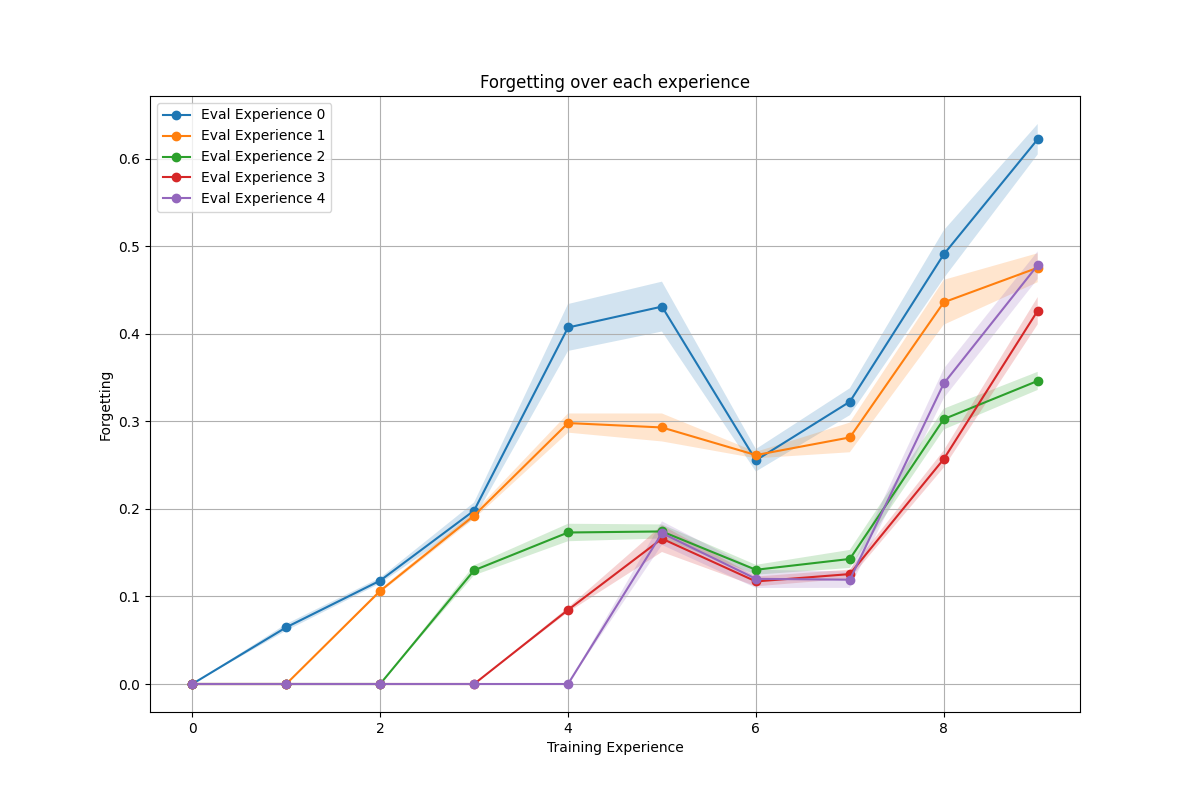 Forgetting over each experience
Eval Experience 0
Eval Experience 1
Eval Experience 2
Eval Experience 3
Eval Experience 4
Forgetting
0.6
0.5
0.4
0.3
0.2
0.1
0.0
0 2 4 6 8
Training Experience